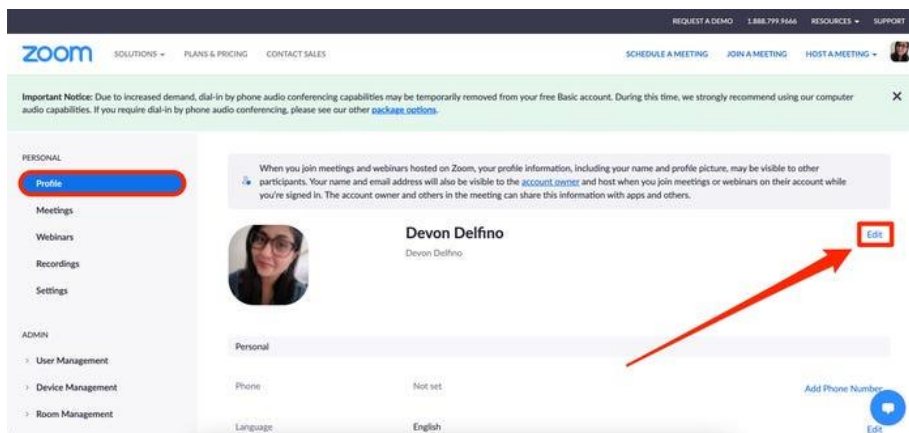 REQUEST A DEMO 1.888.799.9666 RESOURCES SUPPORT
zoom SOLUTIONS PLANS & PRICING CONTACT SALES SCHEDULE A MEETING JOIN A MEETING HOST A MEETING
Important Notice: Due to increased demand, dial-in by phone audio conferencing capabilities may be temporarily removed from your free Basic account. During this time, we strongly recommend using our computer
audio capabilities. If you require dial-in by phone audio conferencing, please see our other package options.
PERSONAL
Profile
Meetings
Webinars
Recordings
Settings
ADMIN
User Management
Device Management
Room Management
When you join meetings and webinars hosted on Zoom, your profile information, including your name and profile picture, may be visible to other
participants. Your name and email address will also be visible to the account owner and host when you join meetings or webinars on their account while
you're signed in. The account owner and others in the meeting can share this information with apps and others.
Devon Delfino
Edit
Devon Delfino
Personal
Phone Not set Add Phone Number
Language English Edit